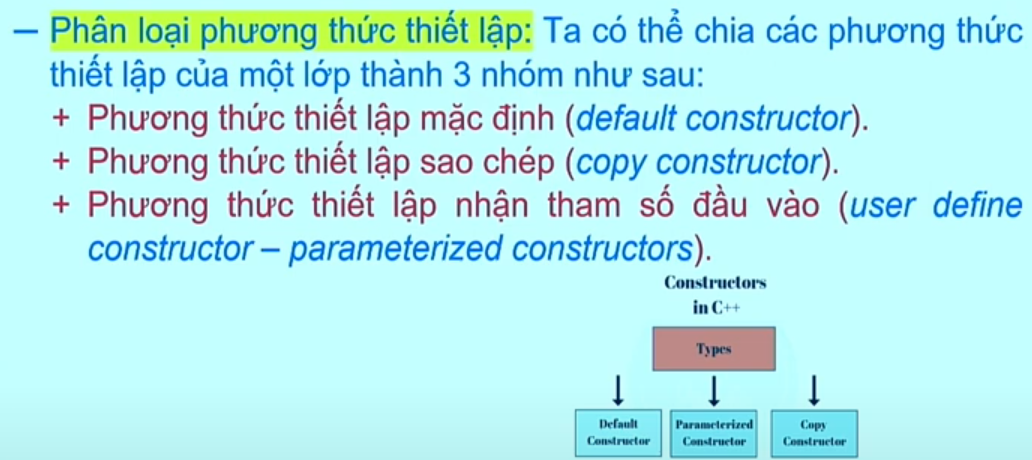 – Phân loại phương thức thiết lập: Ta có thể chia các phương thức
thiết lập của một lớp thành 3 nhóm như sau:
+ Phương thức thiết lập mặc định (default constructor).
+ Phương thức thiết lập sao chép (copy constructor).
+ Phương thức thiết lập nhận tham số đầu vào (user define
constructor – parameterized constructors).
Constructors
in C++
Types
Default
Constructor
Parameterized
Constructor
Copy
Constructor